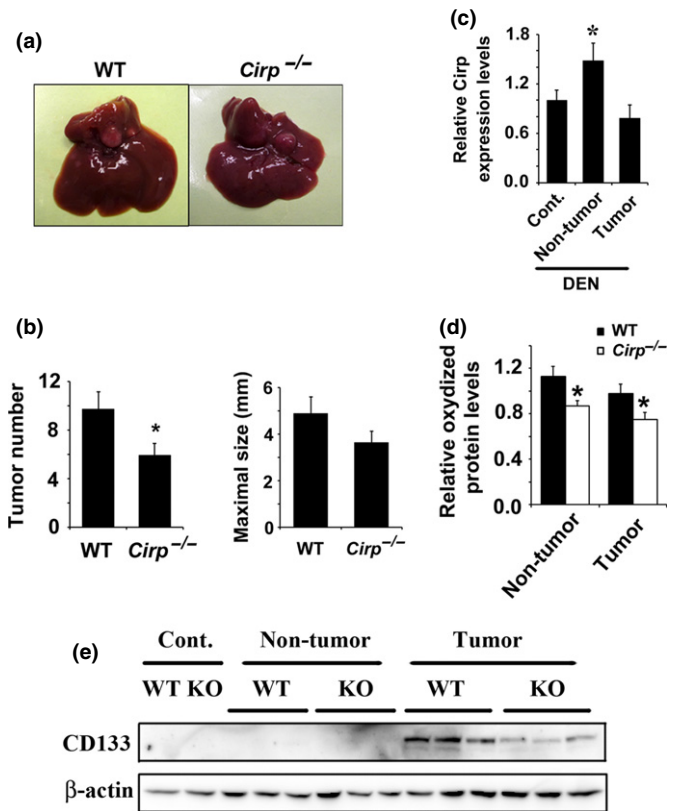 (a)
WT
Cirp −/−
(b)
Tumor number
12
8
4
0
*
WT
Cirp −/−
Maximal size (mm)
6
4
2
0
WT
Cirp −/−
(c)
Relative Cirp
expression levels
1.8
1.2
0.6
0.0
*
Cont.
Non-tumor
Tumor
DEN
(d)
WT
Cirp−/−
Relative oxydized
protein levels
1.2
0.8
0.4
0.0
*
*
Non-tumor
Tumor
(e)
Cont. Non-tumor Tumor
WT KO WT KO WT KO
CD133
β-actin